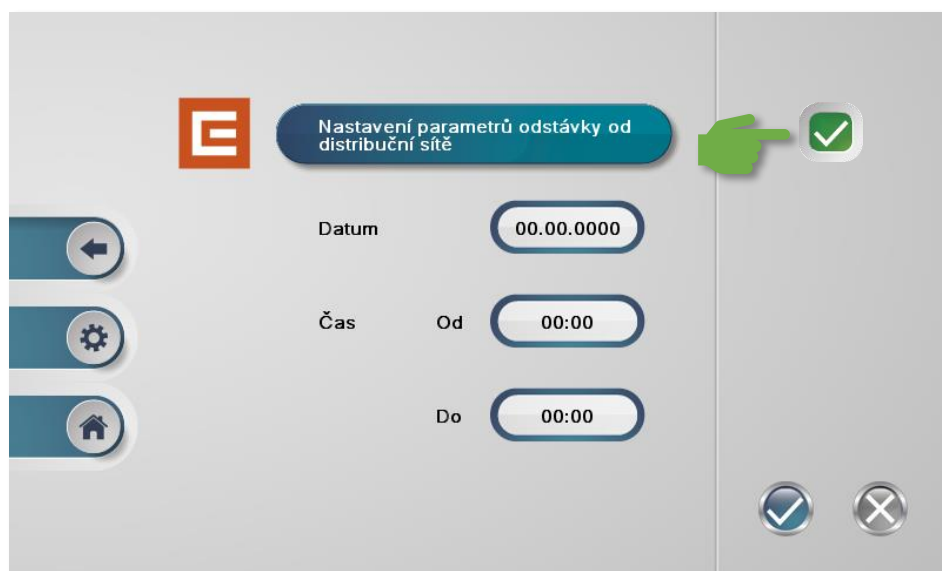 Nastavení parametrů odstávky od
distribuční sítě
Datum 00.00.0000
Čas Od 00:00
Do 00:00